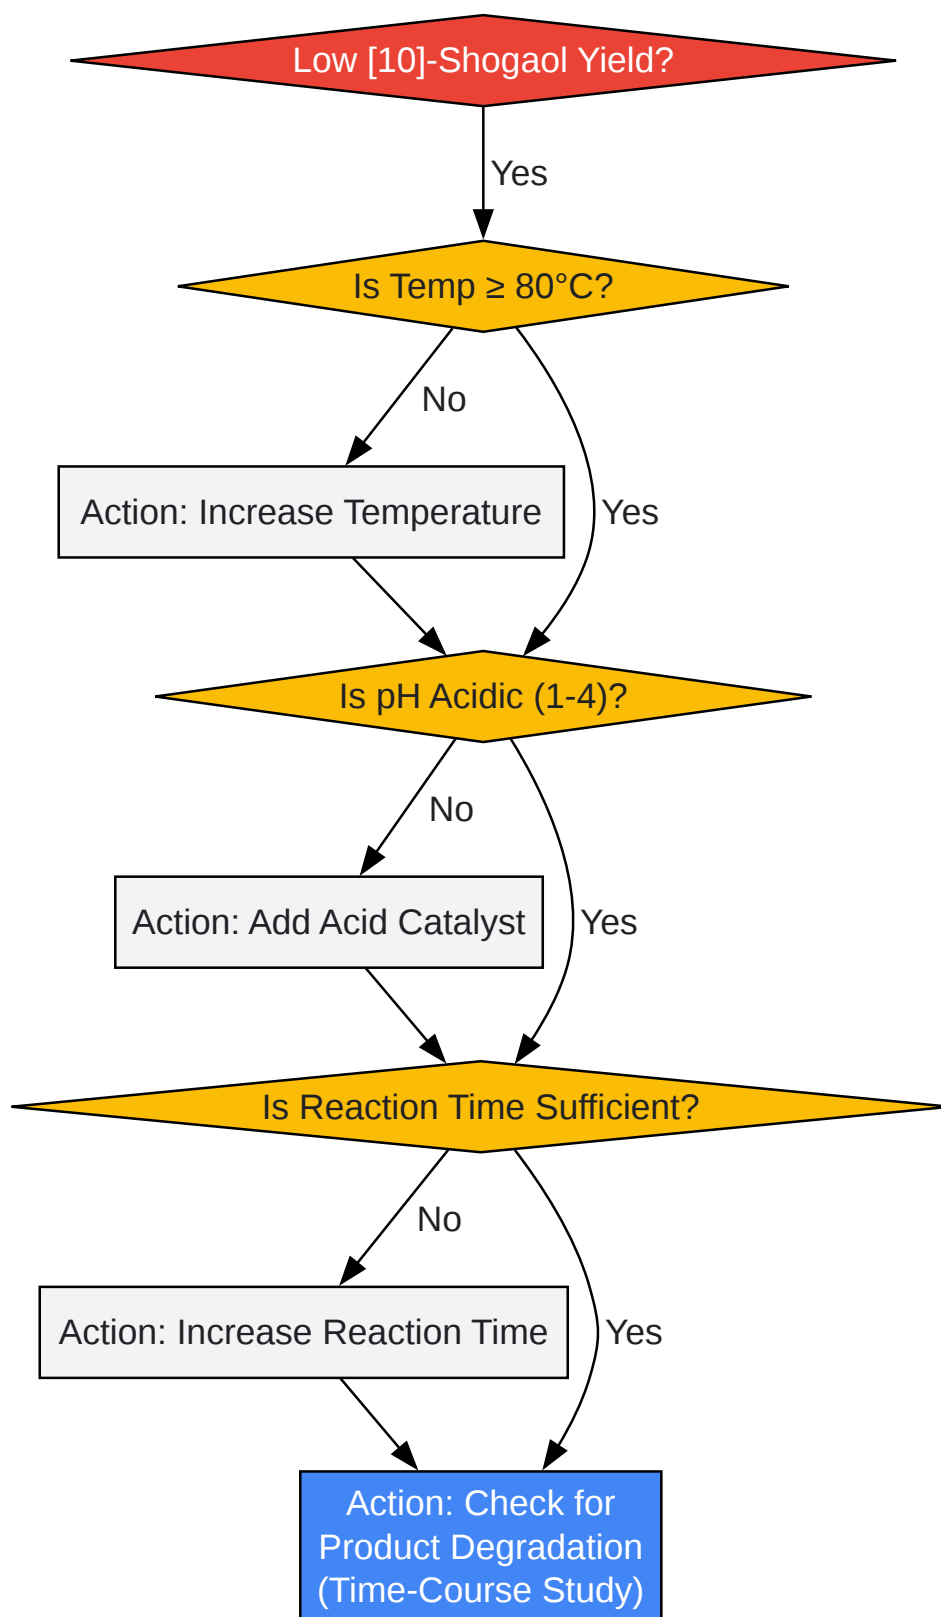 Low [10]-Shogaol Yield?
Yes
Is Temp ≥ 80°C?
No
Action: Increase Temperature
Yes
Is pH Acidic (1-4)?
No
Action: Add Acid Catalyst
Yes
Is Reaction Time Sufficient?
No
Action: Increase Reaction Time
Yes
Action: Check for
Product Degradation
(Time-Course Study)